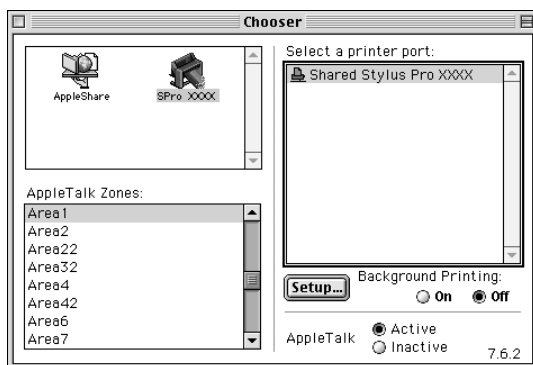 Chooser
AppleShare
SPro XXXX
AppleTalk Zones:
Area1
Area2
Area22
Area32
Area4
Area42
Area6
Area7
Select a printer port:
Shared Stylus Pro XXXX
Setup...
Background Printing:
On Off
AppleTalk
Active
Inactive
7.6.2